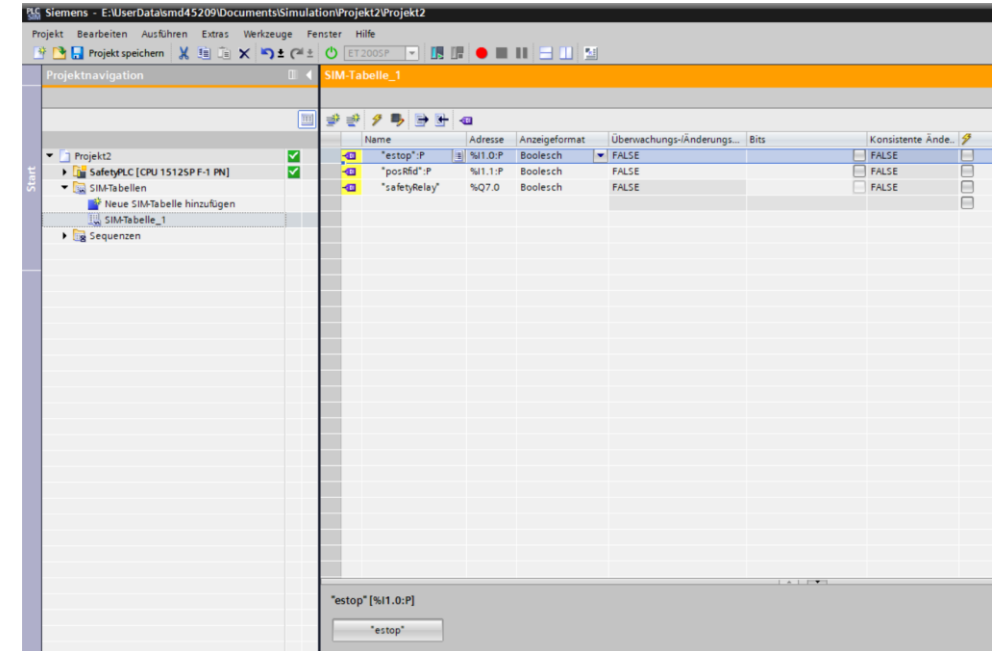 Siemens - E:\UserData\smd45209\Documents\Simulation\Projekt2\Projekt2
Projekt Bearbeiten Ausführen Extras Werkzeuge Fenster Hilfe
Projekt speichern ET200SP
Projektnavigation
SIM-Tabelle_1
Start
Projekt2
SafetyPLC [CPU 1512SP F-1 PN]
SIM-Tabellen
Neue SIM-Tabelle hinzufügen
SIM-Tabelle_1
Sequenzen
Name Adresse Anzeigeformat Überwachungs-/Änderungs... Bits Konsistente Ände..
"estop":P %I1.0:P Boolesch FALSE FALSE
"posRfid":P %I1.1:P Boolesch FALSE FALSE
"safetyRelay" %Q7.0 Boolesch FALSE FALSE
"estop" [%I1.0:P]
"estop"